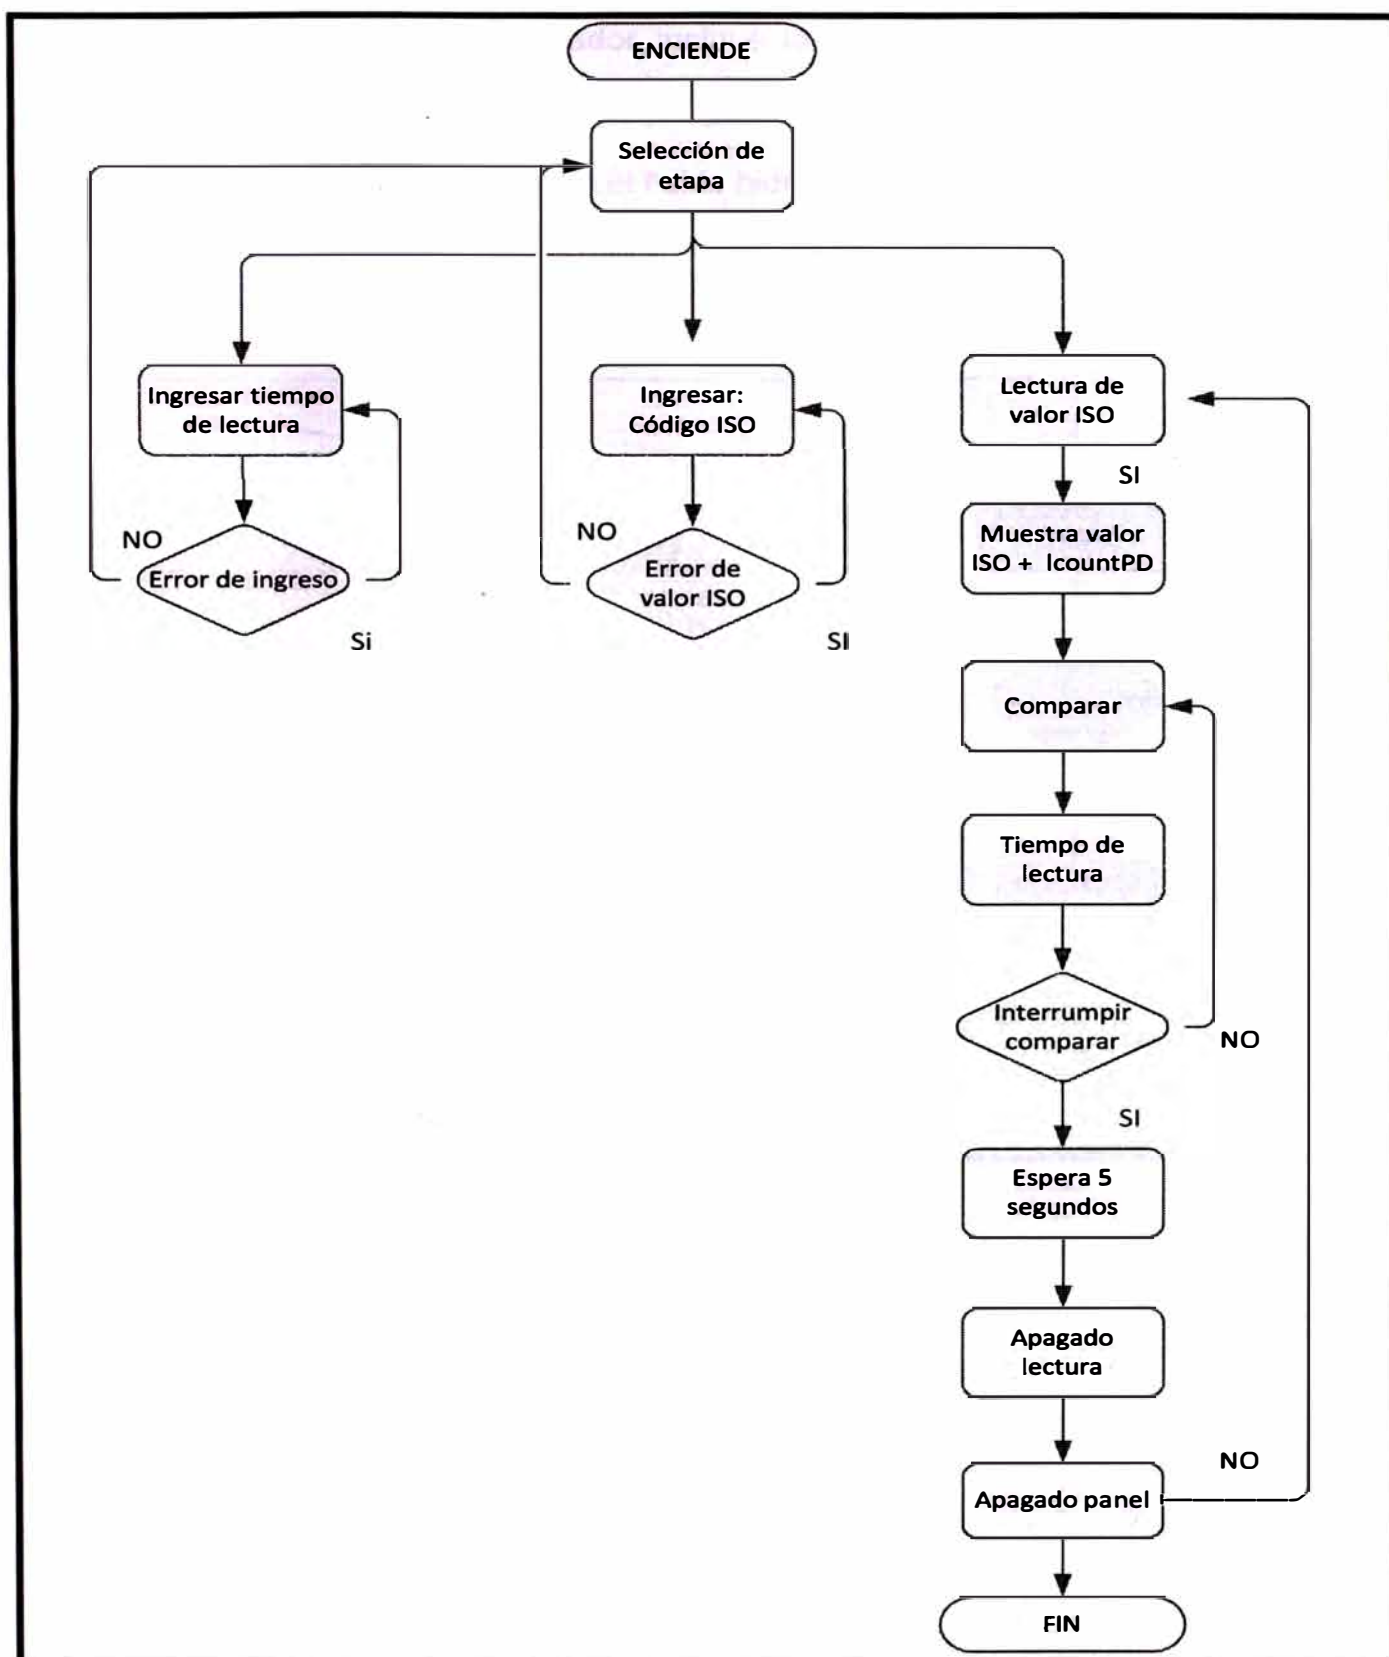 ENCIENDE
Selección de
etapa
Ingresar tiempo
de lectura
Ingresar:
Código ISO
Lectura de
valor ISO
SI
NO
Error de ingreso
Si
NO
Error de
valor ISO
SI
Muestra valor
ISO + IcountPD
Comparar
Tiempo de
lectura
Interrumpir
comparar
NO
SI
Espera 5
segundos
Apagado
lectura
NO
Apagado panel
FIN